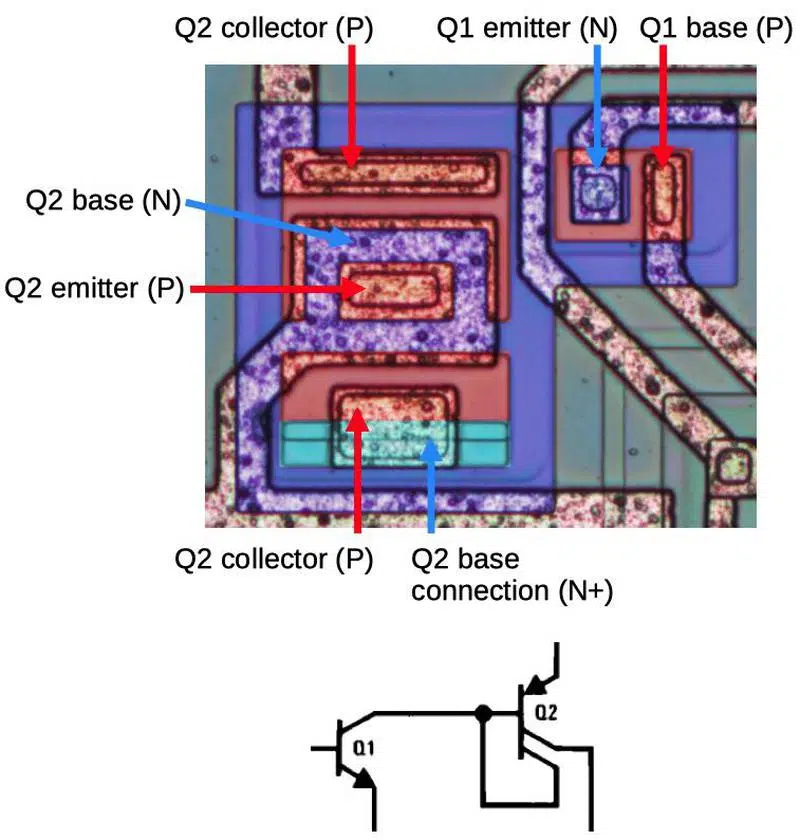 Q2 collector (P)
Q1 emitter (N)
Q1 base (P)
Q2 base (N)
Q2 emitter (P)
Q2 collector (P)
Q2 base
connection (N+)
Q1
Q2